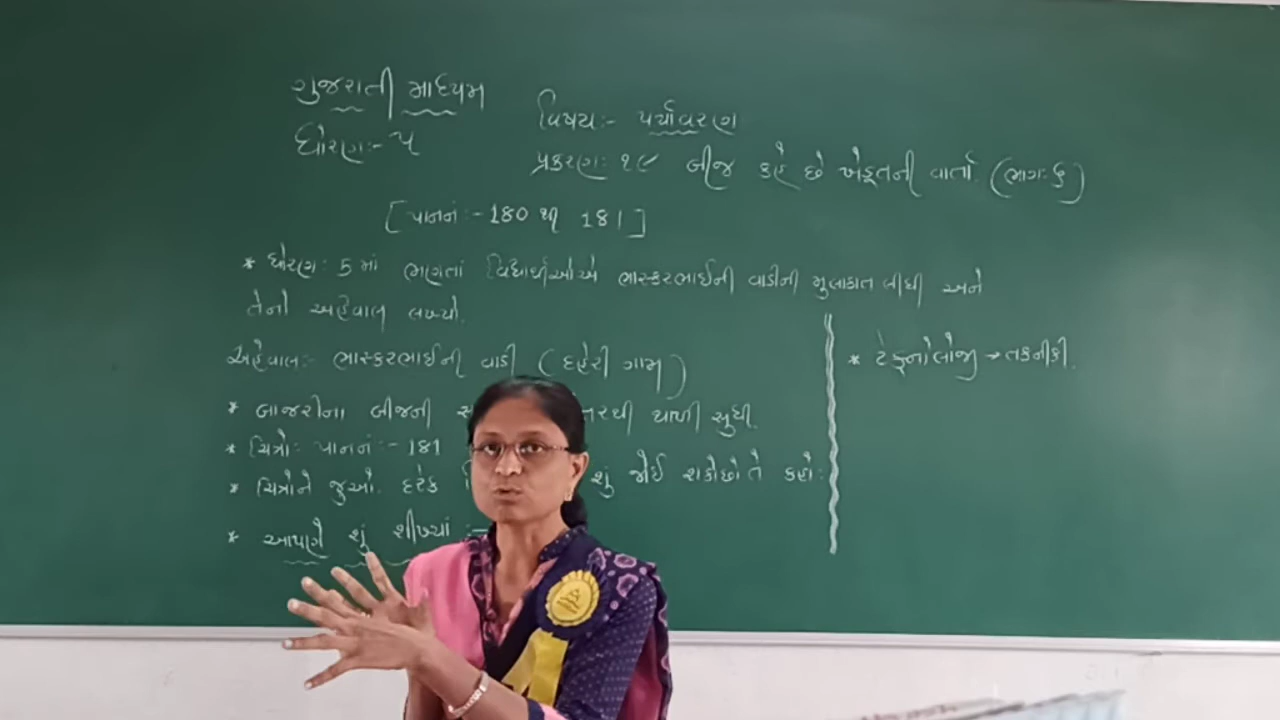 ગુજરાતી માધ્યમ
ધોરણ:- ૫
વિષય:- પર્યાવરણ
પ્રકરણ: ૧૯ બીજ કહે છે ખેડૂતની વાર્તા. (ભાગ: ૬)
[પાનનં :- 180 થી 181]
* ધોરણ: 5 માં ભણતાં વિદ્યાર્થીઓએ ભાસ્કરભાઈની વાડીની મુલાકાત લીધી અને
તેનો અહેવાલ લખ્યો.
અહેવાલ:- ભાસ્કરભાઈની વાડી (દહેરી ગામ)
* બાજરીના બીજની થાળી સુધી.
* ચિત્રો: પાનનં :- 181
* ચિત્રોને જુઓ. દરેક શું જોઈ શકોછો તે કહો:
* આપણે શું શીખ્યાં :-
* ટેક્નોલોજી → તકનીકી.